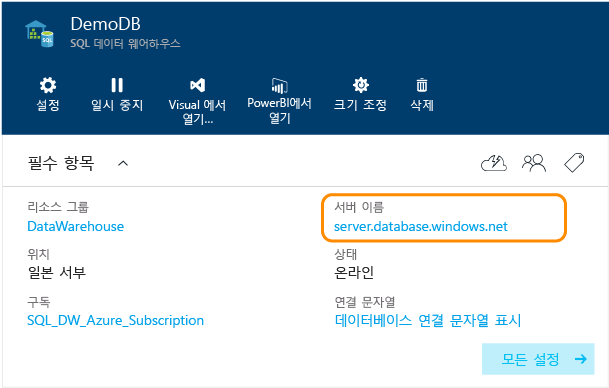 DemoDB
SQL 데이터 웨어하우스
SQL
설정
일시 중지
Visual 에서
열기...
PowerBI에서
열기
크기 조정
삭제
필수 항목
리소스 그룹
DataWarehouse
서버 이름
server.database.windows.net
위치
일본 서부
상태
온라인
구독
SQL_DW_Azure_Subscription
연결 문자열
데이터베이스 연결 문자열 표시
모든 설정